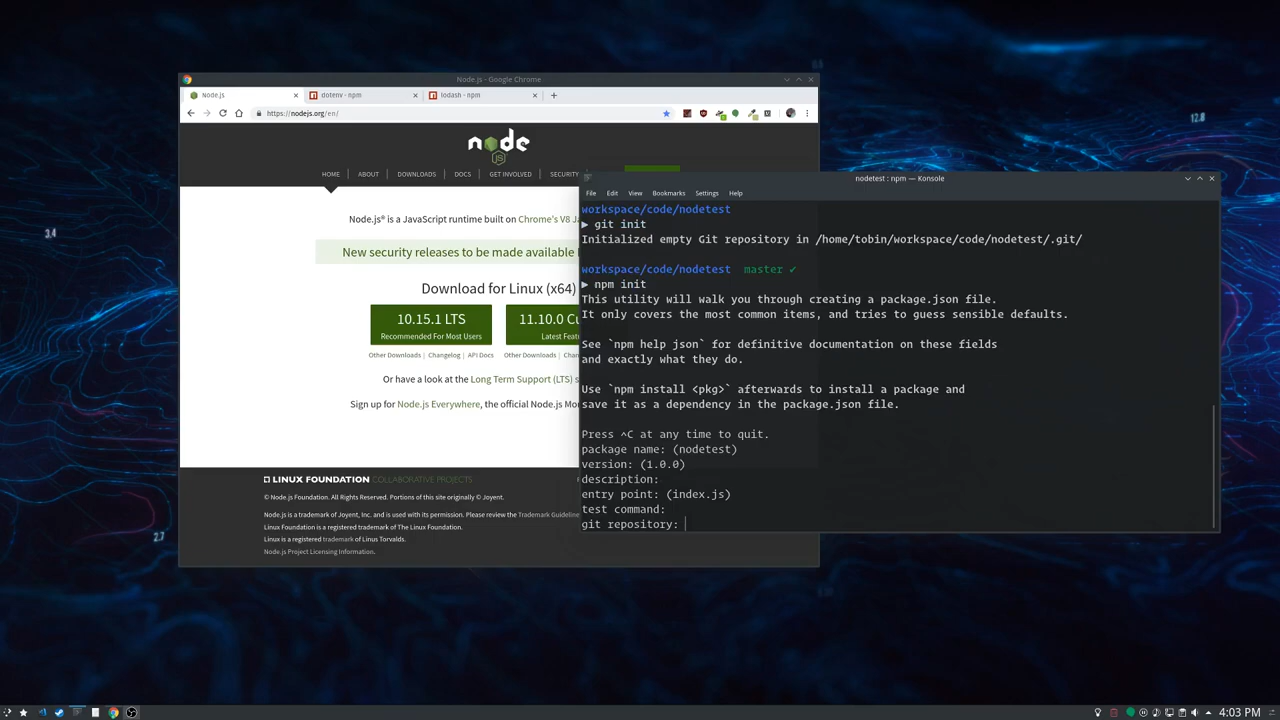 Node.js - Google Chrome
Node.js
dotenv - npm
lodash - npm
https://nodejs.org/en/
node
JS
HOME
ABOUT
DOWNLOADS
DOCS
GET INVOLVED
SECURITY
Node.js® is a JavaScript runtime built on Chrome's V8 Ja
New security releases to be made available
Download for Linux (x64)
10.15.1 LTS
Recommended For Most Users
11.10.0 Cu
Latest Feat
Other Downloads | Changelog | API Docs
Other Downloads | Chan
Or have a look at the Long Term Support (LTS) s
Sign up for Node.js Everywhere, the official Node.js Mo
LINUX FOUNDATION COLLABORATIVE PROJECTS
© Node.js Foundation. All Rights Reserved. Portions of this site originally © Joyent.
Node.js is a trademark of Joyent, Inc. and is used with its permission. Please review the Trademark Guideline
Linux Foundation is a registered trademark of The Linux Foundation.
Linux is a registered trademark of Linus Torvalds.
Node.js Project Licensing Information.
nodetest : npm — Konsole
File Edit View Bookmarks Settings Help
workspace/code/nodetest
▶ git init
Initialized empty Git repository in /home/tobin/workspace/code/nodetest/.git/
workspace/code/nodetest master ✔
▶ npm init
This utility will walk you through creating a package.json file.
It only covers the most common items, and tries to guess sensible defaults.
See `npm help json` for definitive documentation on these fields
and exactly what they do.
Use `npm install <pkg>` afterwards to install a package and
save it as a dependency in the package.json file.
Press ^C at any time to quit.
package name: (nodetest)
version: (1.0.0)
description:
entry point: (index.js)
test command:
git repository:
3.4
12.8
2.7
4:03 PM